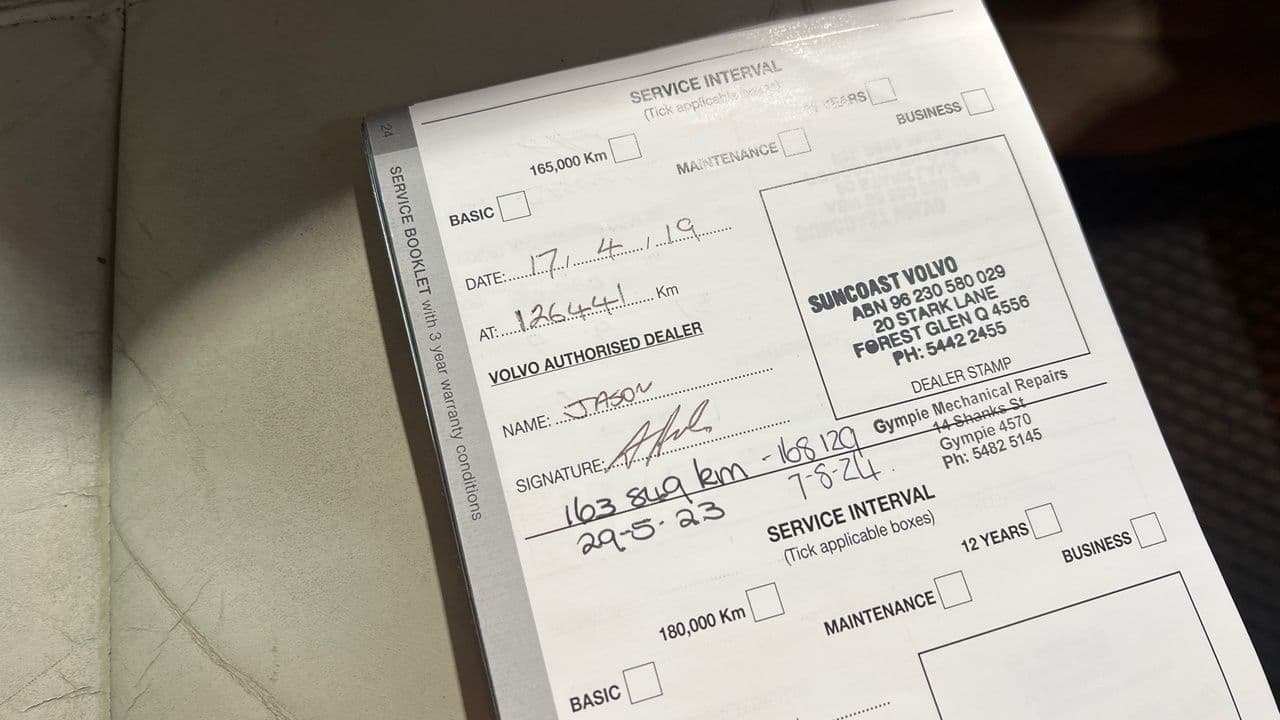 24
SERVICE BOOKLET with 3 year warranty conditions
SERVICE INTERVAL
(Tick applicable boxes)
165,000 Km YEARS
BASIC MAINTENANCE BUSINESS
DATE: 17 / 4 / 19
AT: 126441 Km
VOLVO AUTHORISED DEALER
NAME: JASON
SIGNATURE:
SUNCOAST VOLVO
ABN 96 230 580 029
20 STARK LANE
FOREST GLEN Q 4556
PH: 5442 2455
DEALER STAMP
Gympie Mechanical Repairs
14 Shanks St
Gympie 4570
Ph: 5482 5145
163 849 km - 168 129
29-5-23 7-8-24
SERVICE INTERVAL
(Tick applicable boxes)
180,000 Km 12 YEARS
BASIC MAINTENANCE BUSINESS